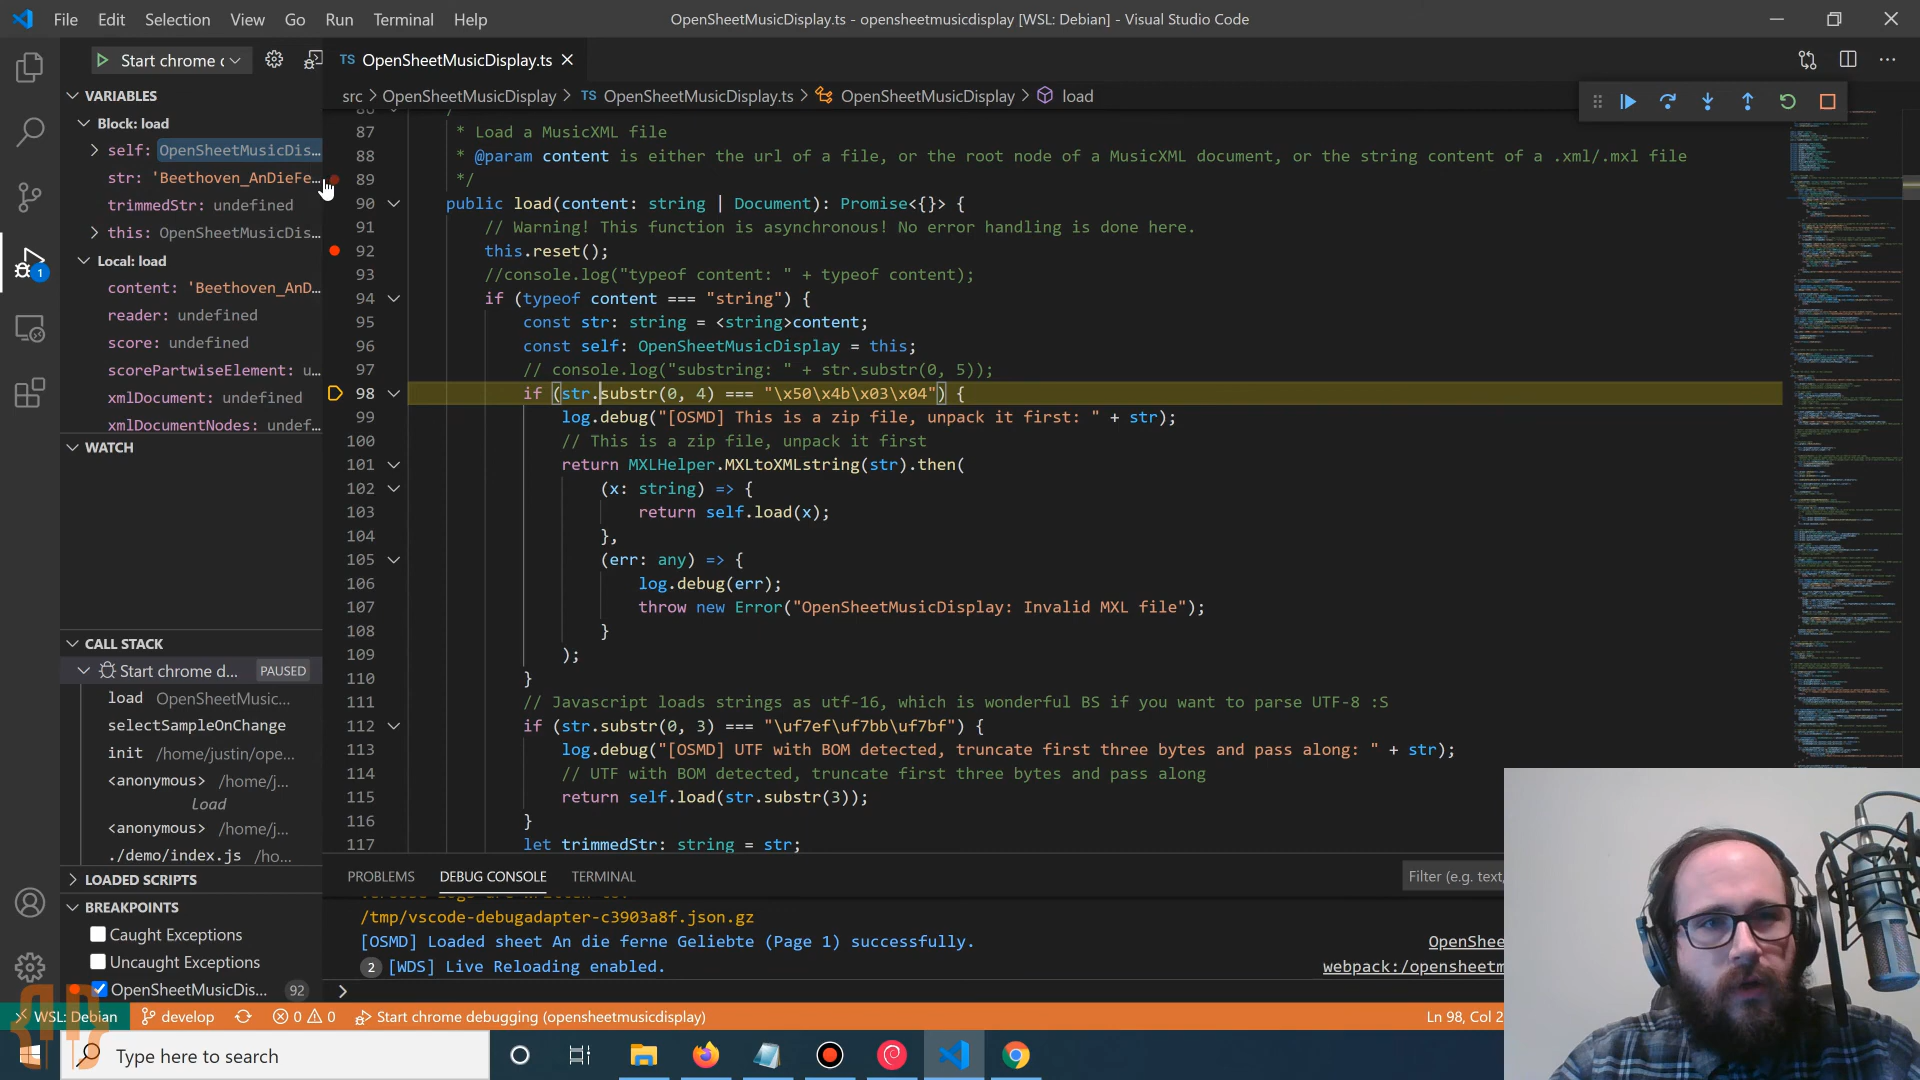 File Edit Selection View Go Run Terminal Help
OpenSheetMusicDisplay.ts - opensheetmusicdisplay [WSL: Debian] - Visual Studio Code
Start chrome c
TS OpenSheetMusicDisplay.ts
src > OpenSheetMusicDisplay > TS OpenSheetMusicDisplay.ts > OpenSheetMusicDisplay > load
VARIABLES
Block: load
self: OpenSheetMusicDis…
str: 'Beethoven_AnDieFe…
trimmedStr: undefined
this: OpenSheetMusicDis…
Local: load
content: 'Beethoven_AnD…
reader: undefined
score: undefined
scorePartwiseElement: u…
xmlDocument: undefined
xmlDocumentNodes: undef…
WATCH
CALL STACK
Start chrome d… PAUSED
load OpenSheetMusic…
selectSampleOnChange
init /home/justin/ope…
<anonymous> /home/j…
Load
<anonymous> /home/j…
./demo/index.js /ho…
LOADED SCRIPTS
BREAKPOINTS
Caught Exceptions
Uncaught Exceptions
OpenSheetMusicDis… 92
1
87 * Load a MusicXML file
88 * @param content is either the url of a file, or the root node of a MusicXML document, or the string content of a .xml/.mxl file
89 */
90 public load(content: string | Document): Promise<{}> {
91 // Warning! This function is asynchronous! No error handling is done here.
92 this.reset();
93 //console.log("typeof content: " + typeof content);
94 if (typeof content === "string") {
95 const str: string = <string>content;
96 const self: OpenSheetMusicDisplay = this;
97 // console.log("substring: " + str.substr(0, 5));
98 if (str.substr(0, 4) === "\x50\x4b\x03\x04") {
99 log.debug("[OSMD] This is a zip file, unpack it first: " + str);
100 // This is a zip file, unpack it first
101 return MXLHelper.MXLtoXMLstring(str).then(
102 (x: string) => {
103 return self.load(x);
104 },
105 (err: any) => {
106 log.debug(err);
107 throw new Error("OpenSheetMusicDisplay: Invalid MXL file");
108 }
109 );
110 }
111 // Javascript loads strings as utf-16, which is wonderful BS if you want to parse UTF-8 :S
112 if (str.substr(0, 3) === "\uf7ef\uf7bb\uf7bf") {
113 log.debug("[OSMD] UTF with BOM detected, truncate first three bytes and pass along: " + str);
114 // UTF with BOM detected, truncate first three bytes and pass along
115 return self.load(str.substr(3));
116 }
117 let trimmedStr: string = str;
PROBLEMS DEBUG CONSOLE TERMINAL
Filter (e.g. text,
/tmp/vscode-debugadapter-c3903a8f.json.gz
[OSMD] Loaded sheet An die ferne Geliebte (Page 1) successfully. OpenShee
2 [WDS] Live Reloading enabled. webpack:/opensheetm
WSL: Debian develop 0 0 Start chrome debugging (opensheetmusicdisplay) Ln 98, Col 2
Type here to search